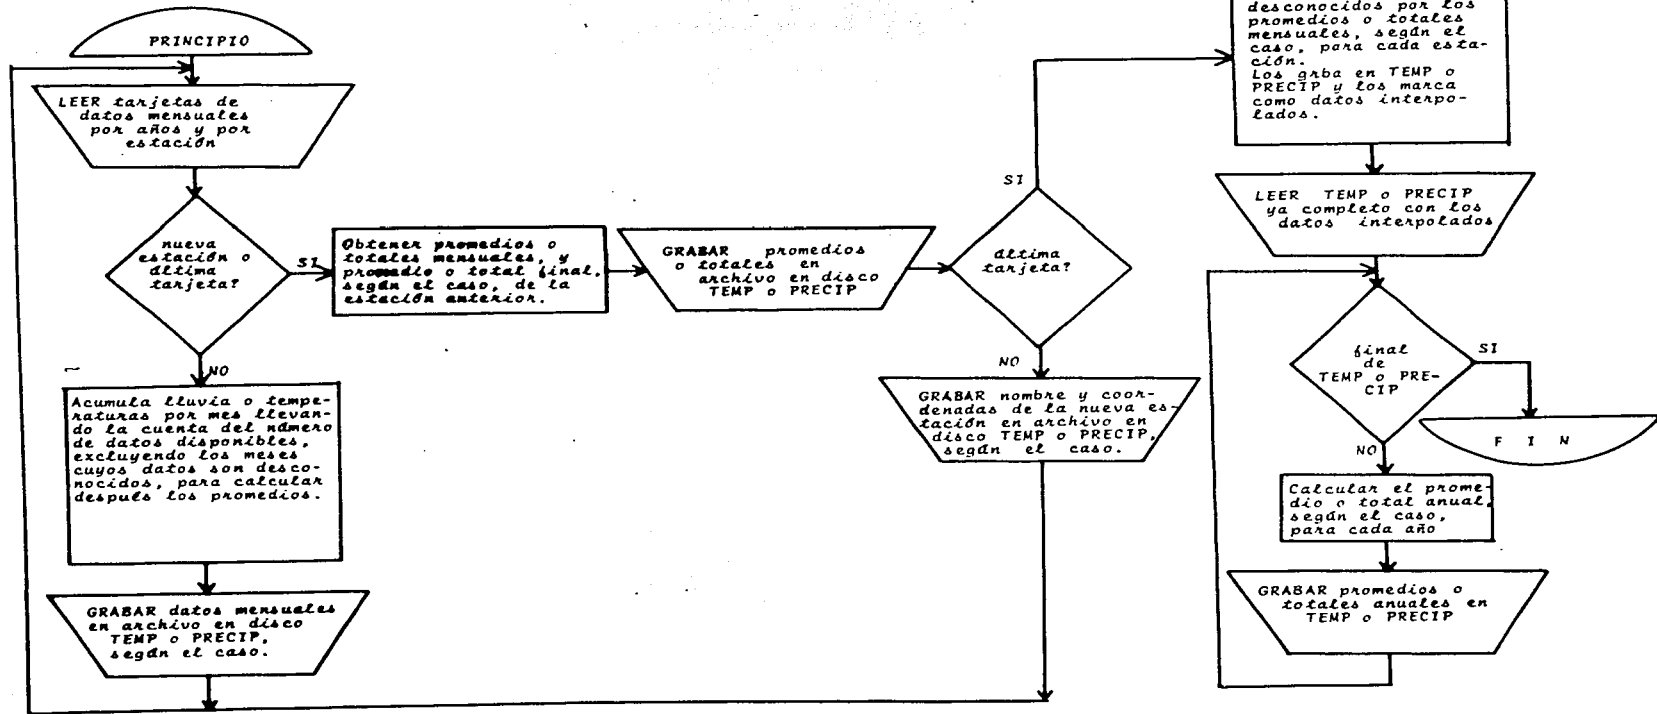 PRINCIPIO
LEER tarjetas de
datos mensuales
por años y por
estación
nueva
estación o
última
tarjeta?
SI
NO
Acumula lluvia o tempe-
raturas por mes llevan-
do la cuenta del número
de datos disponibles,
excluyendo los meses
cuyos datos son desco-
nocidos, para calcular
despuls los promedios.
GRABAR datos mensuales
en archivo en disco
TEMP o PRECIP,
según el caso.
Obtener promedios o
totales mensuales, y
promedio o total final,
según el caso, de la
estación anterior.
GRABAR promedios
o totales en
archivo en disco
TEMP o PRECIP
última
tarjeta?
SI
NO
GRABAR nombre y coor-
denadas de la nueva es-
tación en archivo en
disco TEMP o PRECIP,
según el caso.
desconocidos por los
promedios o totales
mensuales, según el
caso, para cada esta-
ción.
Los grba en TEMP o
PRECIP y los marca
como datos interpo-
lados.
LEER TEMP o PRECIP
ya completo con los
datos interpolados
final
de
TEMP o PRE-
CIP
SI
F I N
NO
Calcular el prome-
dio o total anual,
según el caso,
para cada año
GRABAR promedios o
totales anuales en
TEMP o PRECIP